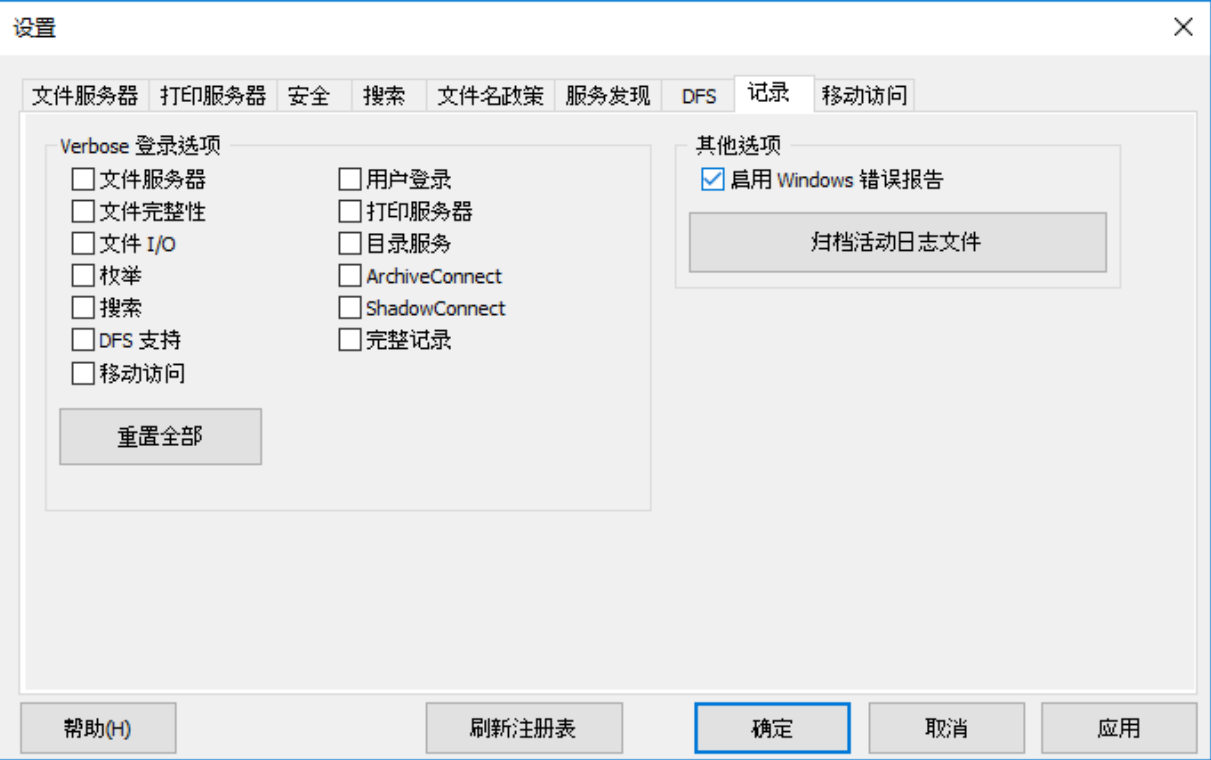 设置
文件服务器 打印服务器 安全 搜索 文件名政策 服务发现 DFS 记录 移动访问
Verbose 登录选项
文件服务器
文件完整性
文件 I/O
枚举
搜索
DFS 支持
移动访问
用户登录
打印服务器
目录服务
ArchiveConnect
ShadowConnect
完整记录
重置全部
其他选项
启用 Windows 错误报告
归档活动日志文件
帮助(H) 刷新注册表 确定 取消 应用